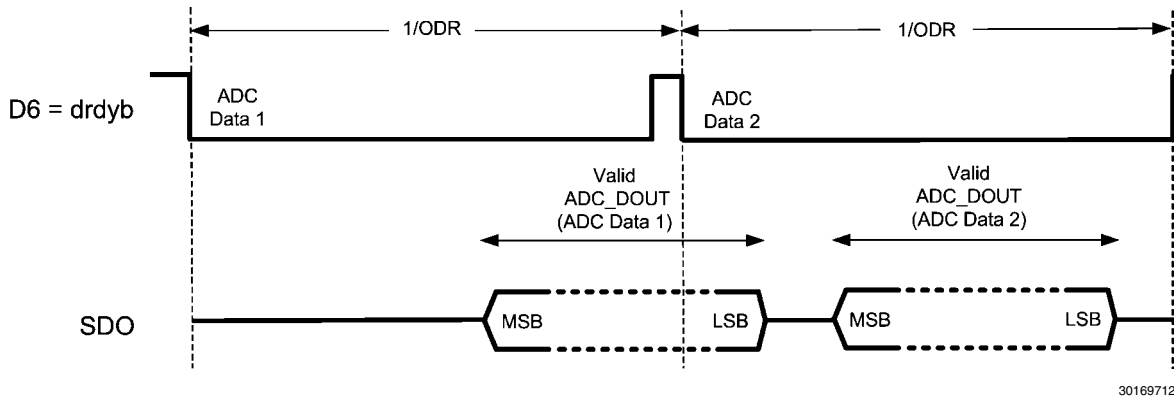 1/ODR
1/ODR
D6 = drdyb
ADC
Data 1
ADC
Data 2
Valid
ADC_DOUT
(ADC Data 1)
Valid
ADC_DOUT
(ADC Data 2)
SDO
MSB
LSB
MSB
LSB
30169712